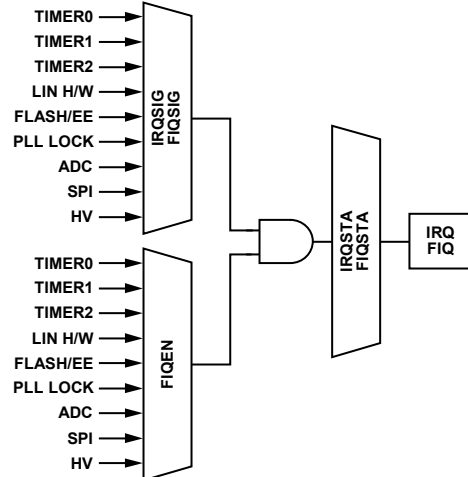 TIMER0
TIMER1
TIMER2
LIN H/W
FLASH/EE
PLL LOCK
ADC
SPI
HV
IRQSIG
FIQSIG
TIMER0
TIMER1
TIMER2
LIN H/W
FLASH/EE
PLL LOCK
ADC
SPI
HV
FIQEN
IRQSTA
FIQSTA
IRQ
FIQ